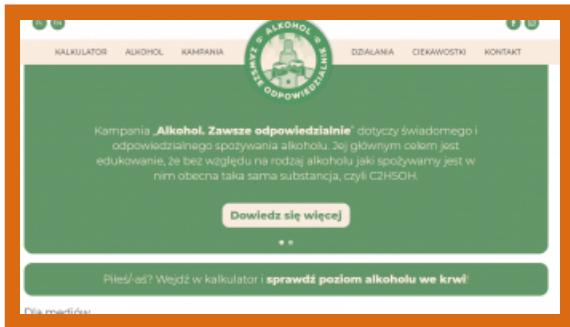 PL EN
KALKULATOR ALKOHOL KAMPANIA
ALKOHOL
ZAWSZE ODPOWIEDZIALNIE
DZIAŁANIA CIEKAWOSTKI KONTAKT
Kampania „Alkohol. Zawsze odpowiedzialnie” dotyczy świadomego i
odpowiedzialnego spożywania alkoholu. Jej głównym celem jest
edukowanie, że bez względu na rodzaj alkoholu jaki spożywamy jest w
nim obecna taka sama substancja, czyli C2H5OH.
Dowiedz się więcej
Piłeś/-aś? Wejdź w kalkulator i sprawdź poziom alkoholu we krwi!
Dla mediów